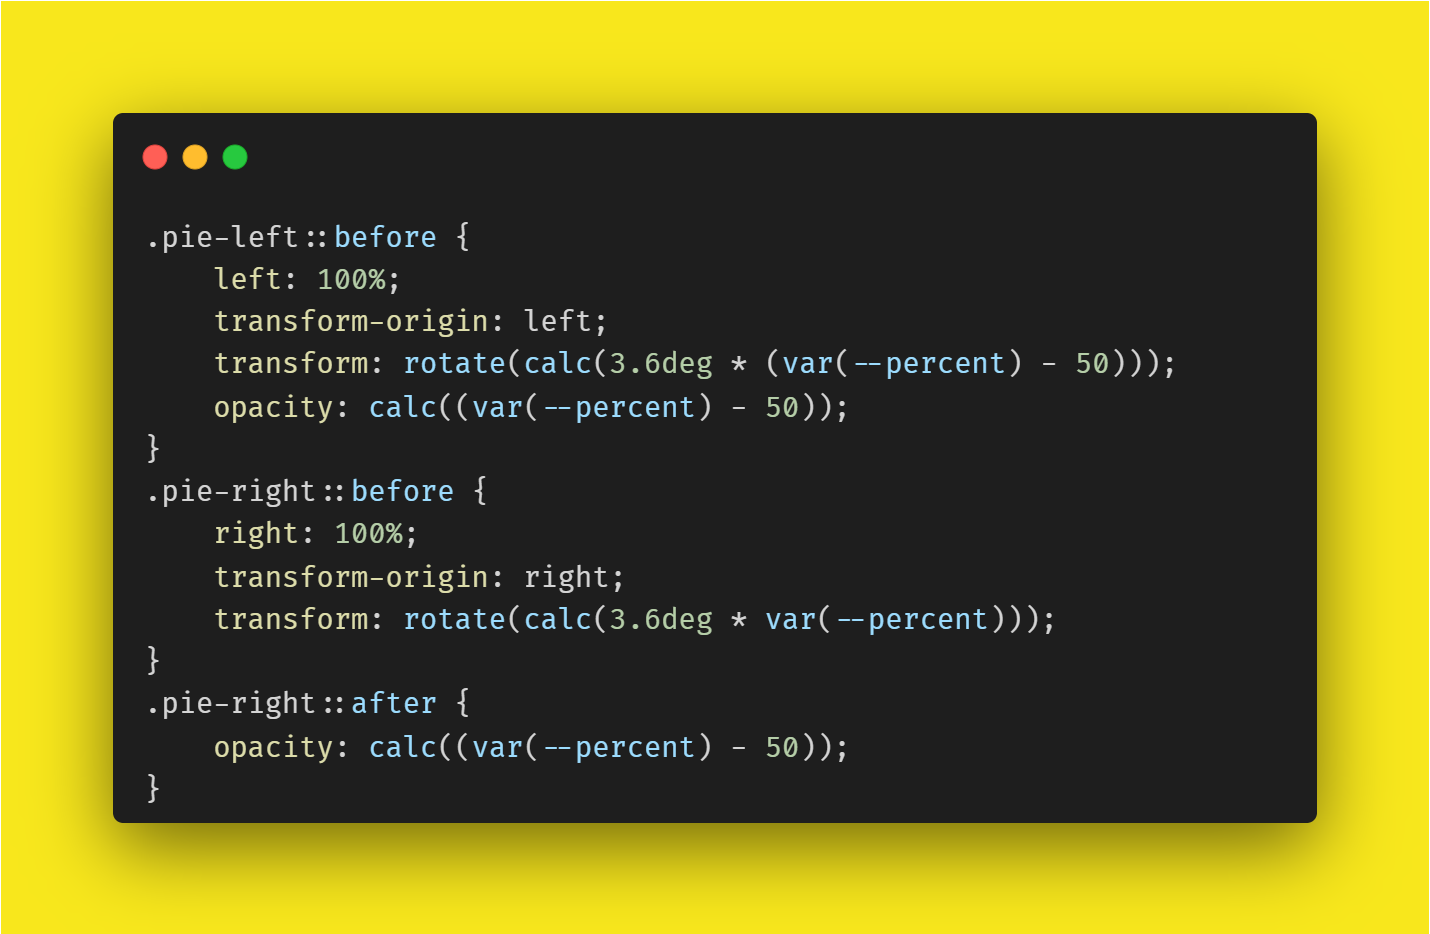 .pie-left::before {
    left: 100%;
    transform-origin: left;
    transform: rotate(calc(3.6deg * (var(--percent) - 50)));
    opacity: calc((var(--percent) - 50));
}
.pie-right::before {
    right: 100%;
    transform-origin: right;
    transform: rotate(calc(3.6deg * var(--percent)));
}
.pie-right::after {
    opacity: calc((var(--percent) - 50));
}